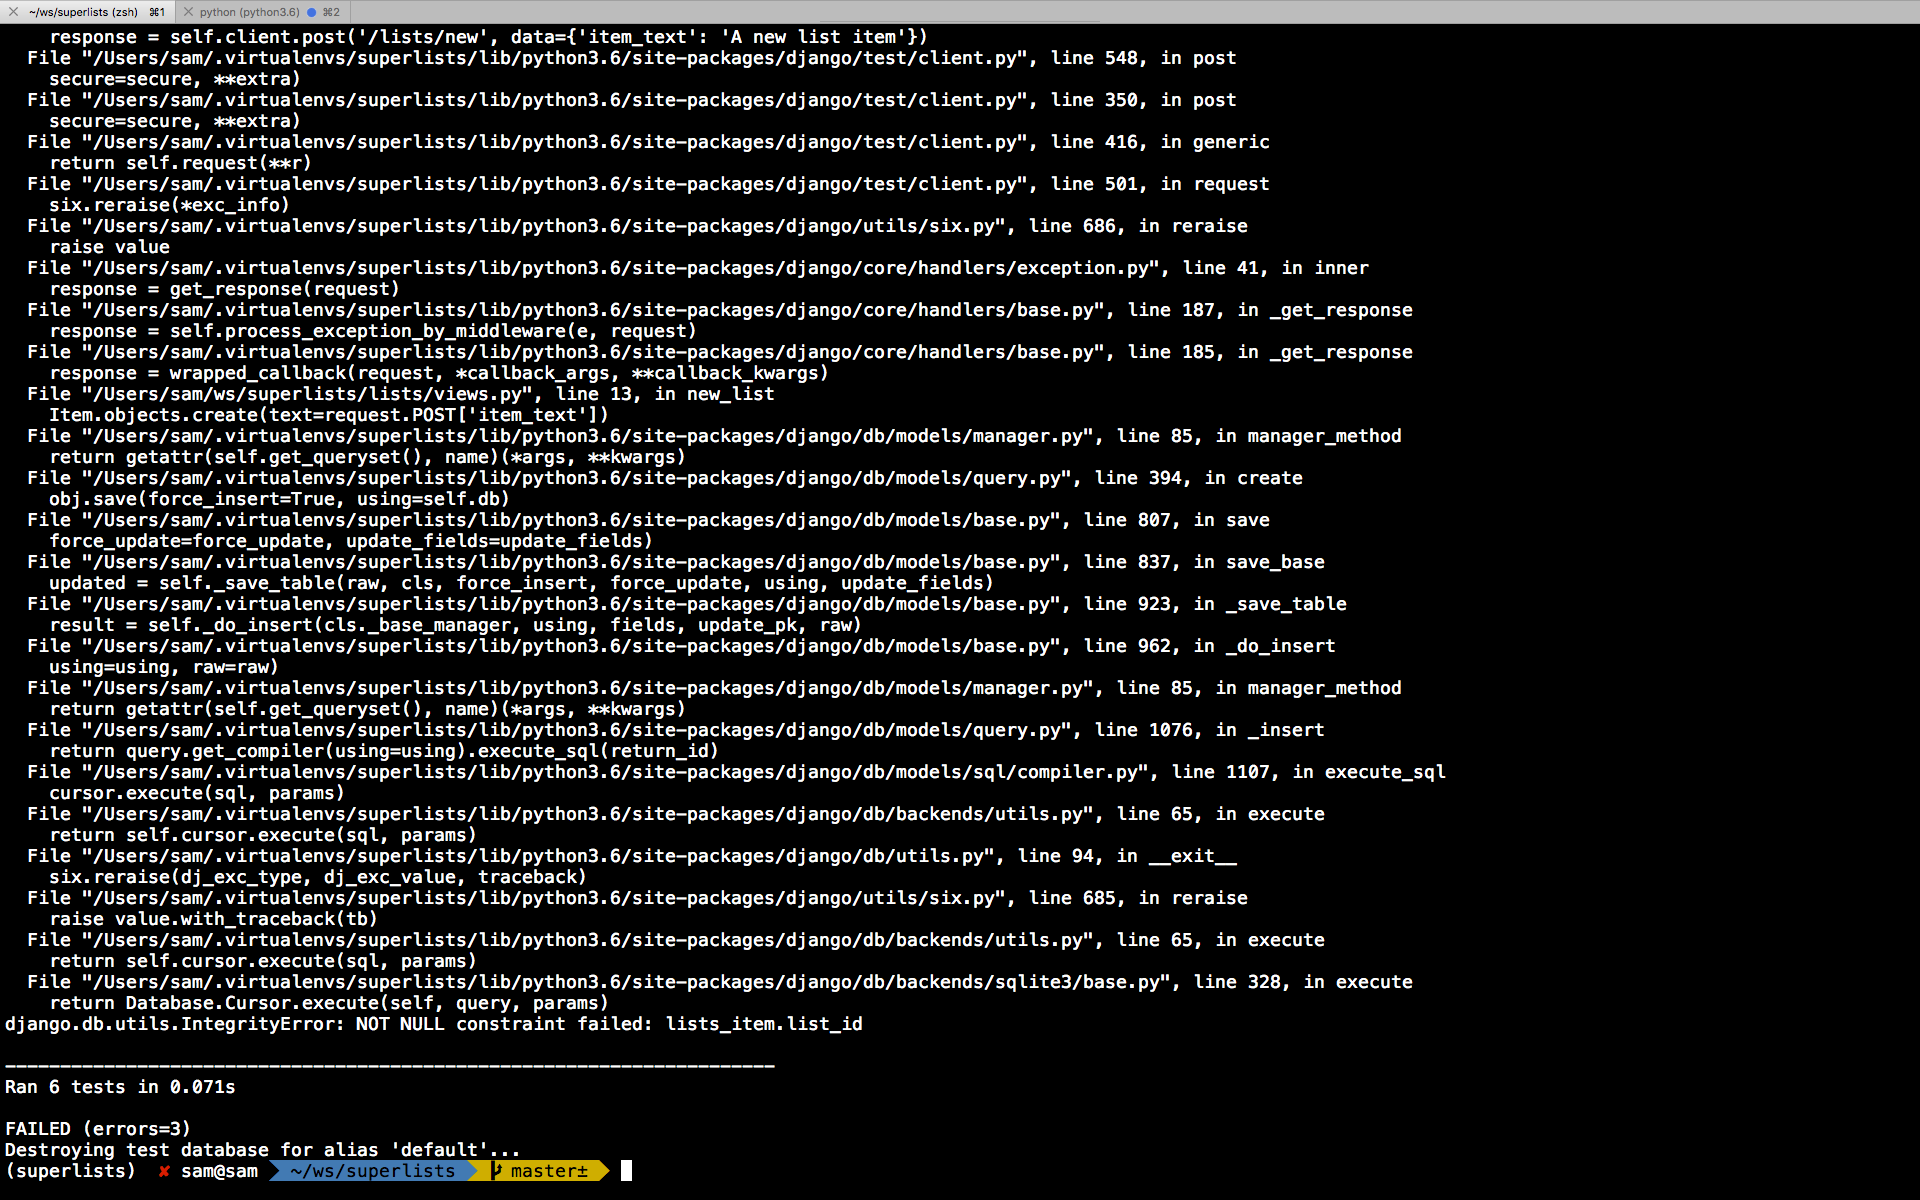 ~/ws/superlists (zsh) ⌘1 python (python3.6) ⌘2
response = self.client.post('/lists/new', data={'item_text': 'A new list item'})
File "/Users/sam/.virtualenvs/superlists/lib/python3.6/site-packages/django/test/client.py", line 548, in post
secure=secure, **extra)
File "/Users/sam/.virtualenvs/superlists/lib/python3.6/site-packages/django/test/client.py", line 350, in post
secure=secure, **extra)
File "/Users/sam/.virtualenvs/superlists/lib/python3.6/site-packages/django/test/client.py", line 416, in generic
return self.request(**r)
File "/Users/sam/.virtualenvs/superlists/lib/python3.6/site-packages/django/test/client.py", line 501, in request
six.reraise(*exc_info)
File "/Users/sam/.virtualenvs/superlists/lib/python3.6/site-packages/django/utils/six.py", line 686, in reraise
raise value
File "/Users/sam/.virtualenvs/superlists/lib/python3.6/site-packages/django/core/handlers/exception.py", line 41, in inner
response = get_response(request)
File "/Users/sam/.virtualenvs/superlists/lib/python3.6/site-packages/django/core/handlers/base.py", line 187, in _get_response
response = self.process_exception_by_middleware(e, request)
File "/Users/sam/.virtualenvs/superlists/lib/python3.6/site-packages/django/core/handlers/base.py", line 185, in _get_response
response = wrapped_callback(request, *callback_args, **callback_kwargs)
File "/Users/sam/ws/superlists/lists/views.py", line 13, in new_list
Item.objects.create(text=request.POST['item_text'])
File "/Users/sam/.virtualenvs/superlists/lib/python3.6/site-packages/django/db/models/manager.py", line 85, in manager_method
return getattr(self.get_queryset(), name)(*args, **kwargs)
File "/Users/sam/.virtualenvs/superlists/lib/python3.6/site-packages/django/db/models/query.py", line 394, in create
obj.save(force_insert=True, using=self.db)
File "/Users/sam/.virtualenvs/superlists/lib/python3.6/site-packages/django/db/models/base.py", line 807, in save
force_update=force_update, update_fields=update_fields)
File "/Users/sam/.virtualenvs/superlists/lib/python3.6/site-packages/django/db/models/base.py", line 837, in save_base
updated = self._save_table(raw, cls, force_insert, force_update, using, update_fields)
File "/Users/sam/.virtualenvs/superlists/lib/python3.6/site-packages/django/db/models/base.py", line 923, in _save_table
result = self._do_insert(cls._base_manager, using, fields, update_pk, raw)
File "/Users/sam/.virtualenvs/superlists/lib/python3.6/site-packages/django/db/models/base.py", line 962, in _do_insert
using=using, raw=raw)
File "/Users/sam/.virtualenvs/superlists/lib/python3.6/site-packages/django/db/models/manager.py", line 85, in manager_method
return getattr(self.get_queryset(), name)(*args, **kwargs)
File "/Users/sam/.virtualenvs/superlists/lib/python3.6/site-packages/django/db/models/query.py", line 1076, in _insert
return query.get_compiler(using=using).execute_sql(return_id)
File "/Users/sam/.virtualenvs/superlists/lib/python3.6/site-packages/django/db/models/sql/compiler.py", line 1107, in execute_sql
cursor.execute(sql, params)
File "/Users/sam/.virtualenvs/superlists/lib/python3.6/site-packages/django/db/backends/utils.py", line 65, in execute
return self.cursor.execute(sql, params)
File "/Users/sam/.virtualenvs/superlists/lib/python3.6/site-packages/django/db/utils.py", line 94, in __exit__
six.reraise(dj_exc_type, dj_exc_value, traceback)
File "/Users/sam/.virtualenvs/superlists/lib/python3.6/site-packages/django/utils/six.py", line 685, in reraise
raise value.with_traceback(tb)
File "/Users/sam/.virtualenvs/superlists/lib/python3.6/site-packages/django/db/backends/utils.py", line 65, in execute
return self.cursor.execute(sql, params)
File "/Users/sam/.virtualenvs/superlists/lib/python3.6/site-packages/django/db/backends/sqlite3/base.py", line 328, in execute
return Database.Cursor.execute(self, query, params)
django.db.utils.IntegrityError: NOT NULL constraint failed: lists_item.list_id
----------------------------------------------------------------------
Ran 6 tests in 0.071s
FAILED (errors=3)
Destroying test database for alias 'default'...
(superlists) ✘ sam@sam ~/ws/superlists master±